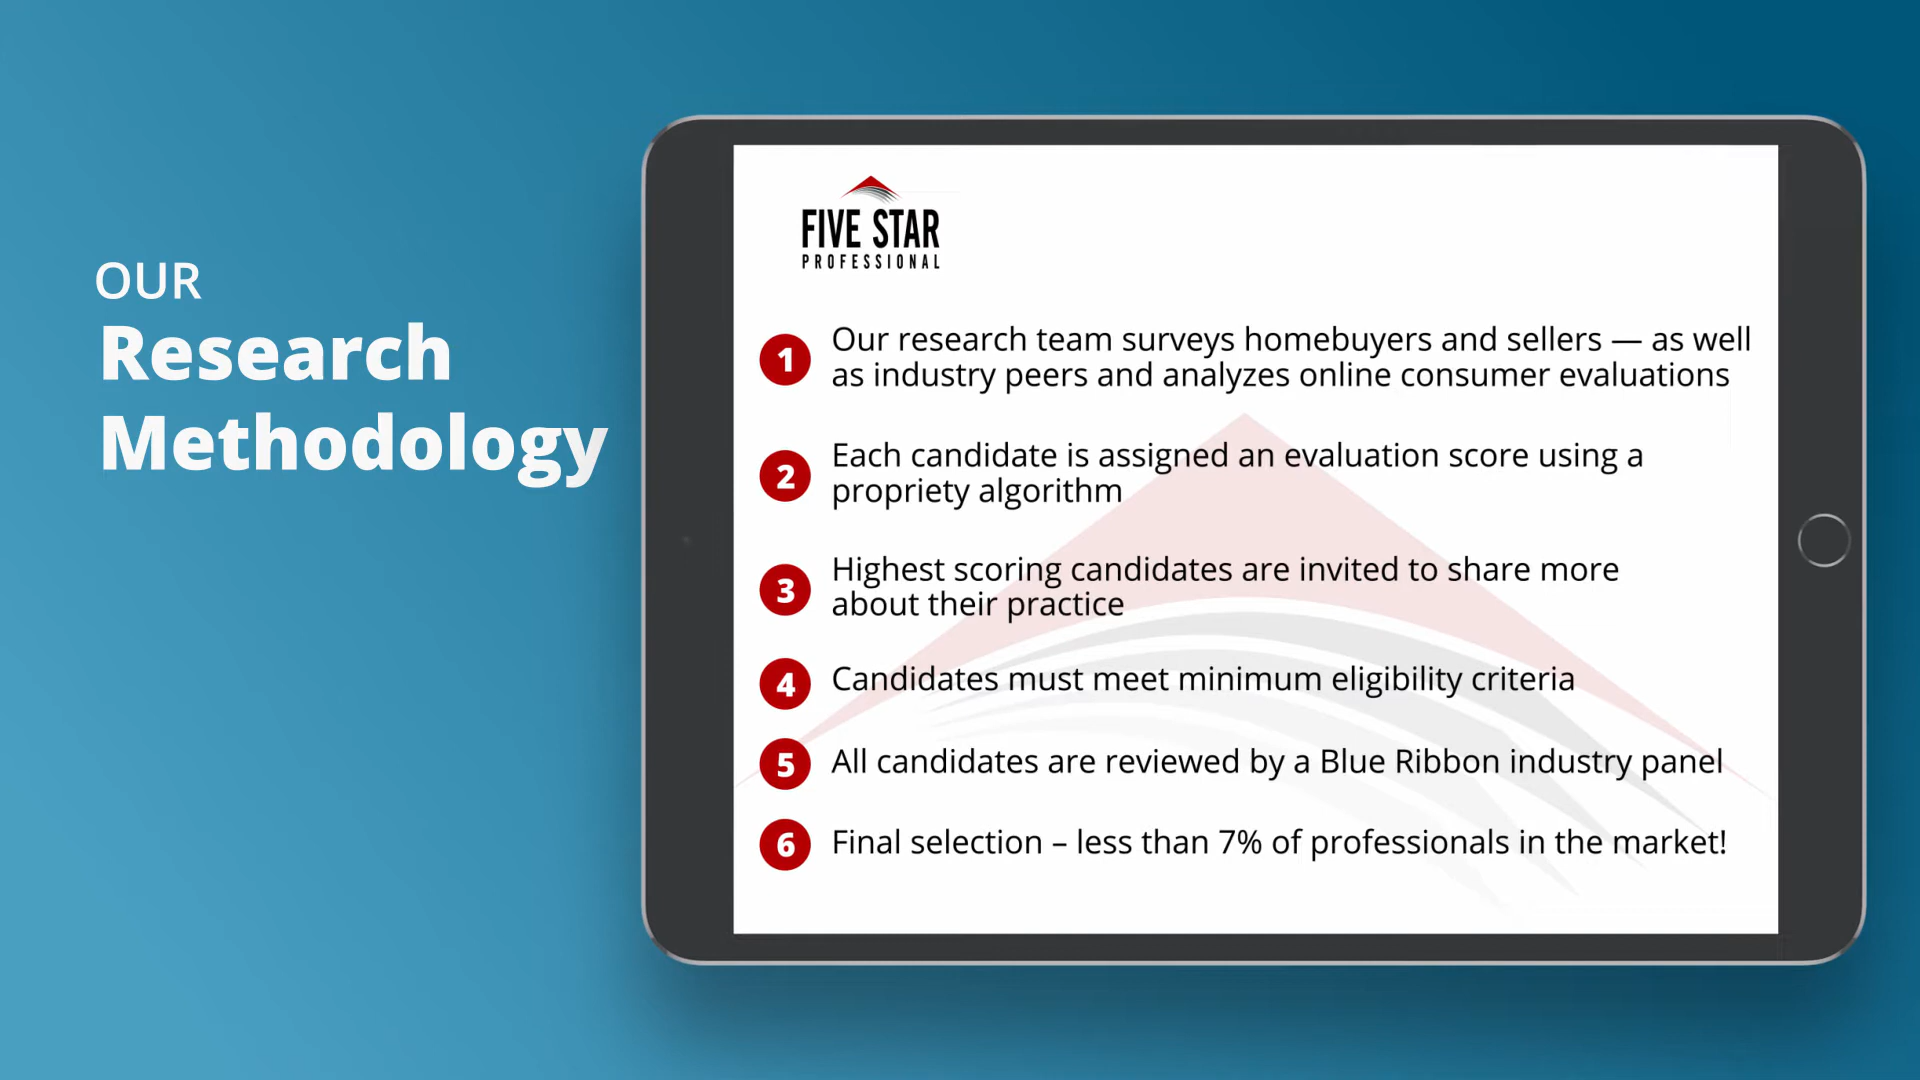 OUR
Research
Methodology
FIVE STAR
PROFESSIONAL
1 Our research team surveys homebuyers and sellers — as well
as industry peers and analyzes online consumer evaluations
2 Each candidate is assigned an evaluation score using a
propriety algorithm
3 Highest scoring candidates are invited to share more
about their practice
4 Candidates must meet minimum eligibility criteria
5 All candidates are reviewed by a Blue Ribbon industry panel
6 Final selection – less than 7% of professionals in the market!